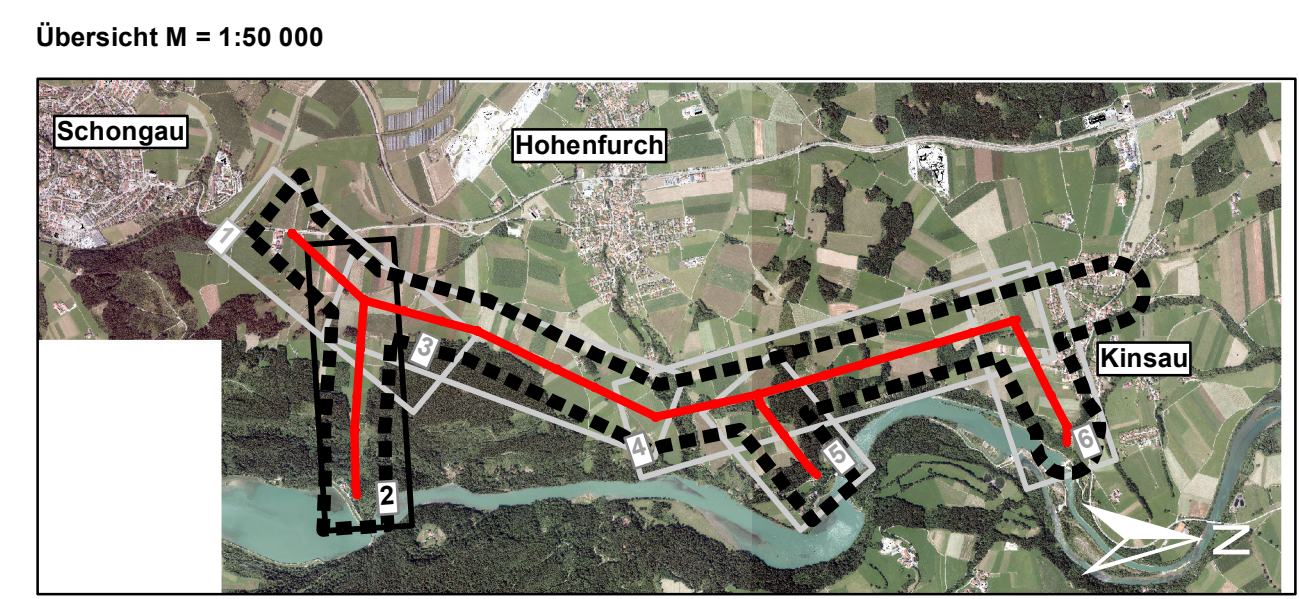 Übersicht M = 1:50 000
Schongau
Hohenfurch
1
3
Kinsau
4
5
6
2
N